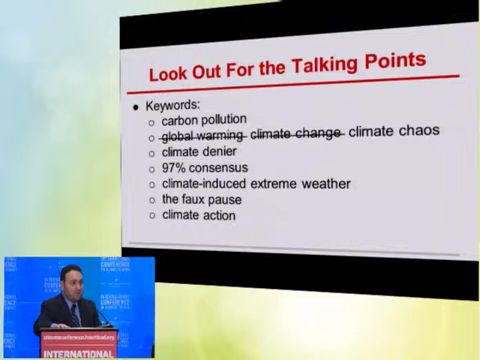 Look Out For the Talking Points
● Keywords:
○ carbon pollution
○ global warming climate change climate chaos
○ climate denier
○ 97% consensus
○ climate-induced extreme weather
○ the faux pause
○ climate action
CONFERENCE
INTERNATIONAL